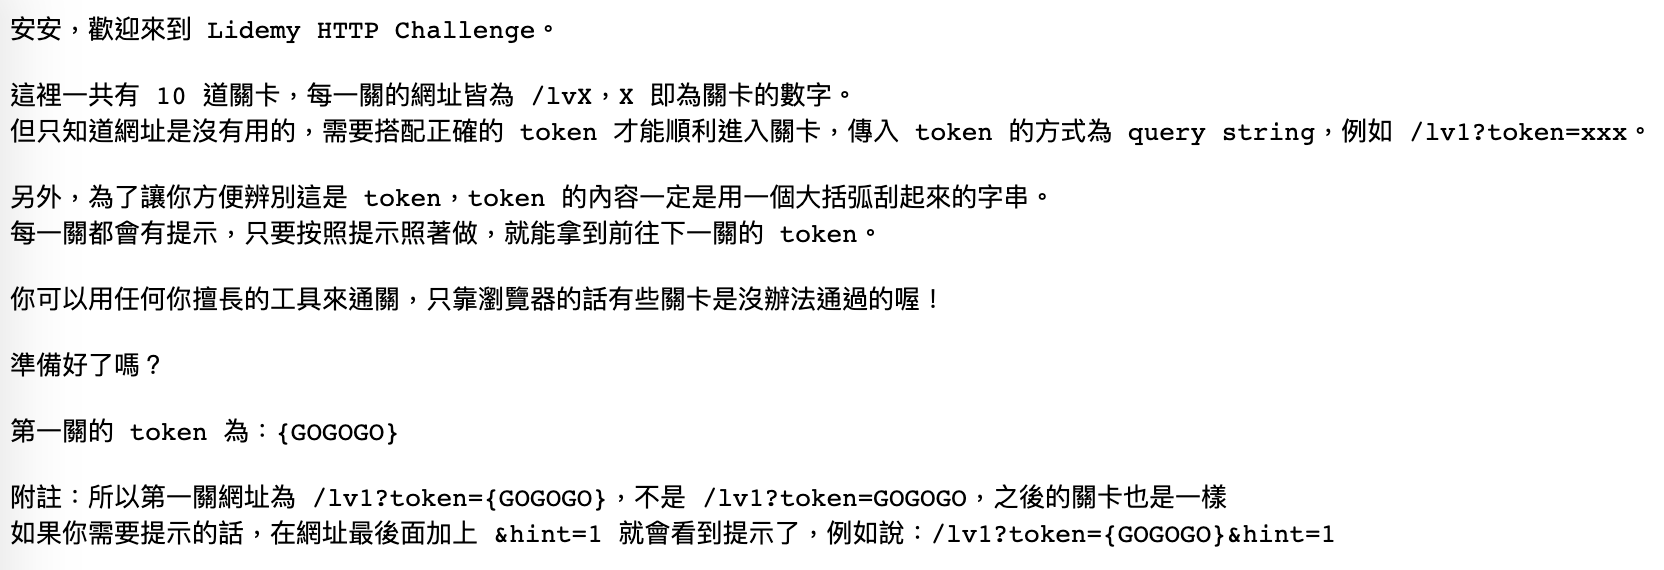 安安，歡迎來到 Lidemy HTTP Challenge。
這裡一共有 10 道關卡，每一關的網址皆為 /lvX，X 即為關卡的數字。
但只知道網址是沒有用的，需要搭配正確的 token 才能順利進入關卡，傳入 token 的方式為 query string，例如 /lv1?token=xxx。
另外，為了讓你方便辨別這是 token，token 的內容一定是用一個大括弧刮起來的字串。
每一關都會有提示，只要按照提示照著做，就能拿到前往下一關的 token。
你可以用任何你擅長的工具來通關，只靠瀏覽器的話有些關卡是沒辦法通過的喔！
準備好了嗎？
第一關的 token 為：{GOGOGO}
附註：所以第一關網址為 /lv1?token={GOGOGO}，不是 /lv1?token=GOGOGO，之後的關卡也是一樣
如果你需要提示的話，在網址最後面加上 &hint=1 就會看到提示了，例如說：/lv1?token={GOGOGO}&hint=1